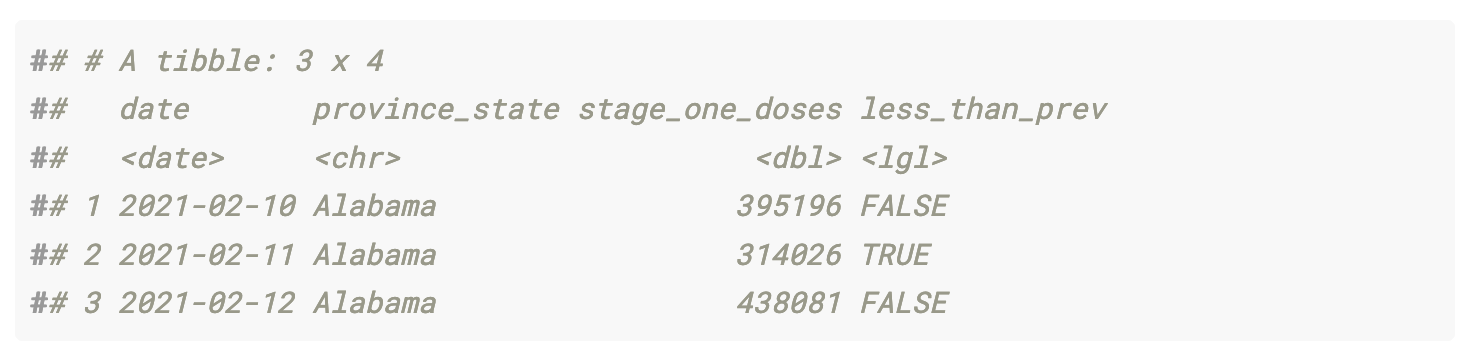 ## # A tibble: 3 x 4
##   date       province_state stage_one_doses less_than_prev
##   <date>     <chr>                    <dbl> <lgl>
## 1 2021-02-10 Alabama                 395196 FALSE
## 2 2021-02-11 Alabama                 314026 TRUE
## 3 2021-02-12 Alabama                 438081 FALSE